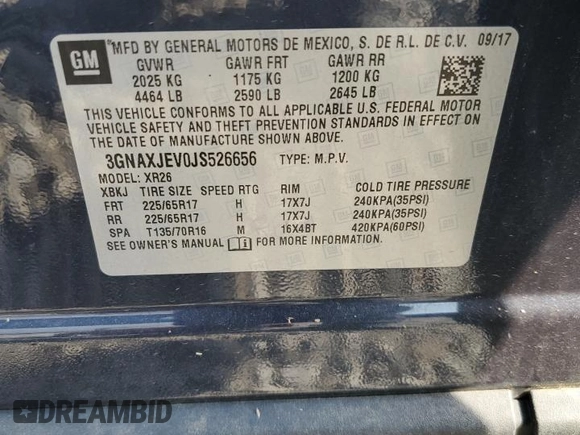 GM
MFD BY GENERAL MOTORS DE MEXICO, S. DE R.L. DE C.V. 09/17
GVWR GAWR FRT GAWR RR
2025 KG 1175 KG 1200 KG
4464 LB 2590 LB 2645 LB
THIS VEHICLE CONFORMS TO ALL APPLICABLE U.S. FEDERAL MOTOR
VEHICLE SAFETY AND THEFT PREVENTION STANDARDS IN EFFECT ON
THE DATE OF MANUFACTURE SHOWN ABOVE.
3GNAXJEV0JS526656 TYPE: M.P.V.
MODEL: XR26
XBKJ TIRE SIZE SPEED RTG RIM COLD TIRE PRESSURE
FRT 225/65R17 H 17X7J 240KPA(35PSI)
RR 225/65R17 H 17X7J 240KPA(35PSI)
SPA T135/70R16 M 16X4BT 420KPA(60PSI)
SEE OWNER'S MANUAL FOR MORE INFORMATION
DREAMBID